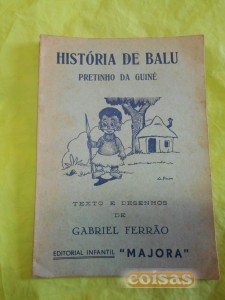 HISTÓRIA DE BALU
PRETINHO DA GUINÉ
TEXTO E DESENHOS
DE
GABRIEL FERRÃO
EDITORIAL INFANTIL "MAJORA"
coisas